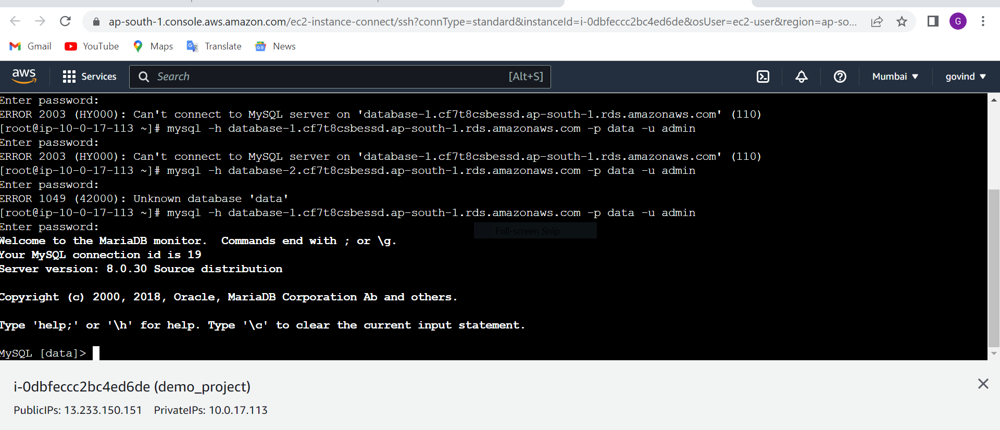 ap-south-1.console.aws.amazon.com/ec2-instance-connect/ssh?connType=standard&instanceId=i-0dbfeccc2bc4ed6de&osUser=ec2-user&region=ap-so...
G
Gmail YouTube Maps Translate News
aws Services Search [Alt+S] Mumbai govind
Enter password:
ERROR 2003 (HY000): Can't connect to MySQL server on 'database-1.cf7t8csbessd.ap-south-1.rds.amazonaws.com' (110)
[root@ip-10-0-17-113 ~]# mysql -h database-1.cf7t8csbessd.ap-south-1.rds.amazonaws.com -p data -u admin
Enter password:
ERROR 2003 (HY000): Can't connect to MySQL server on 'database-1.cf7t8csbessd.ap-south-1.rds.amazonaws.com' (110)
[root@ip-10-0-17-113 ~]# mysql -h database-2.cf7t8csbessd.ap-south-1.rds.amazonaws.com -p data -u admin
Enter password:
ERROR 1049 (42000): Unknown database 'data'
[root@ip-10-0-17-113 ~]# mysql -h database-1.cf7t8csbessd.ap-south-1.rds.amazonaws.com -p data -u admin
Enter password:
Full-screen Snip
Welcome to the MariaDB monitor.  Commands end with ; or \g.
Your MySQL connection id is 19
Server version: 8.0.30 Source distribution
Copyright (c) 2000, 2018, Oracle, MariaDB Corporation Ab and others.
Type 'help;' or '\h' for help. Type '\c' to clear the current input statement.
MySQL [data]>
i-0dbfeccc2bc4ed6de (demo_project)
PublicIPs: 13.233.150.151 PrivateIPs: 10.0.17.113